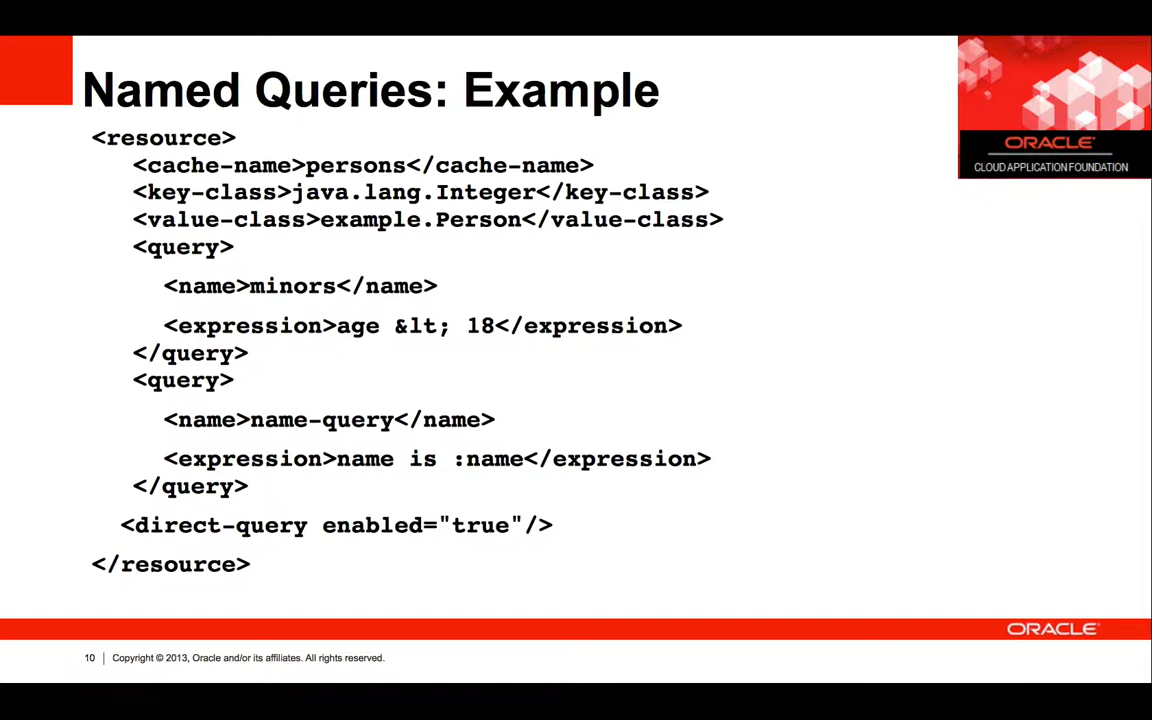 Named Queries: Example
ORACLE
CLOUD APPLICATION FOUNDATION
<resource>
<cache-name>persons</cache-name>
<key-class>java.lang.Integer</key-class>
<value-class>example.Person</value-class>
<query>
<name>minors</name>
<expression>age &lt; 18</expression>
</query>
<query>
<name>name-query</name>
<expression>name is :name</expression>
</query>
<direct-query enabled="true"/>
</resource>
ORACLE
10 | Copyright © 2013, Oracle and/or its affiliates. All rights reserved.